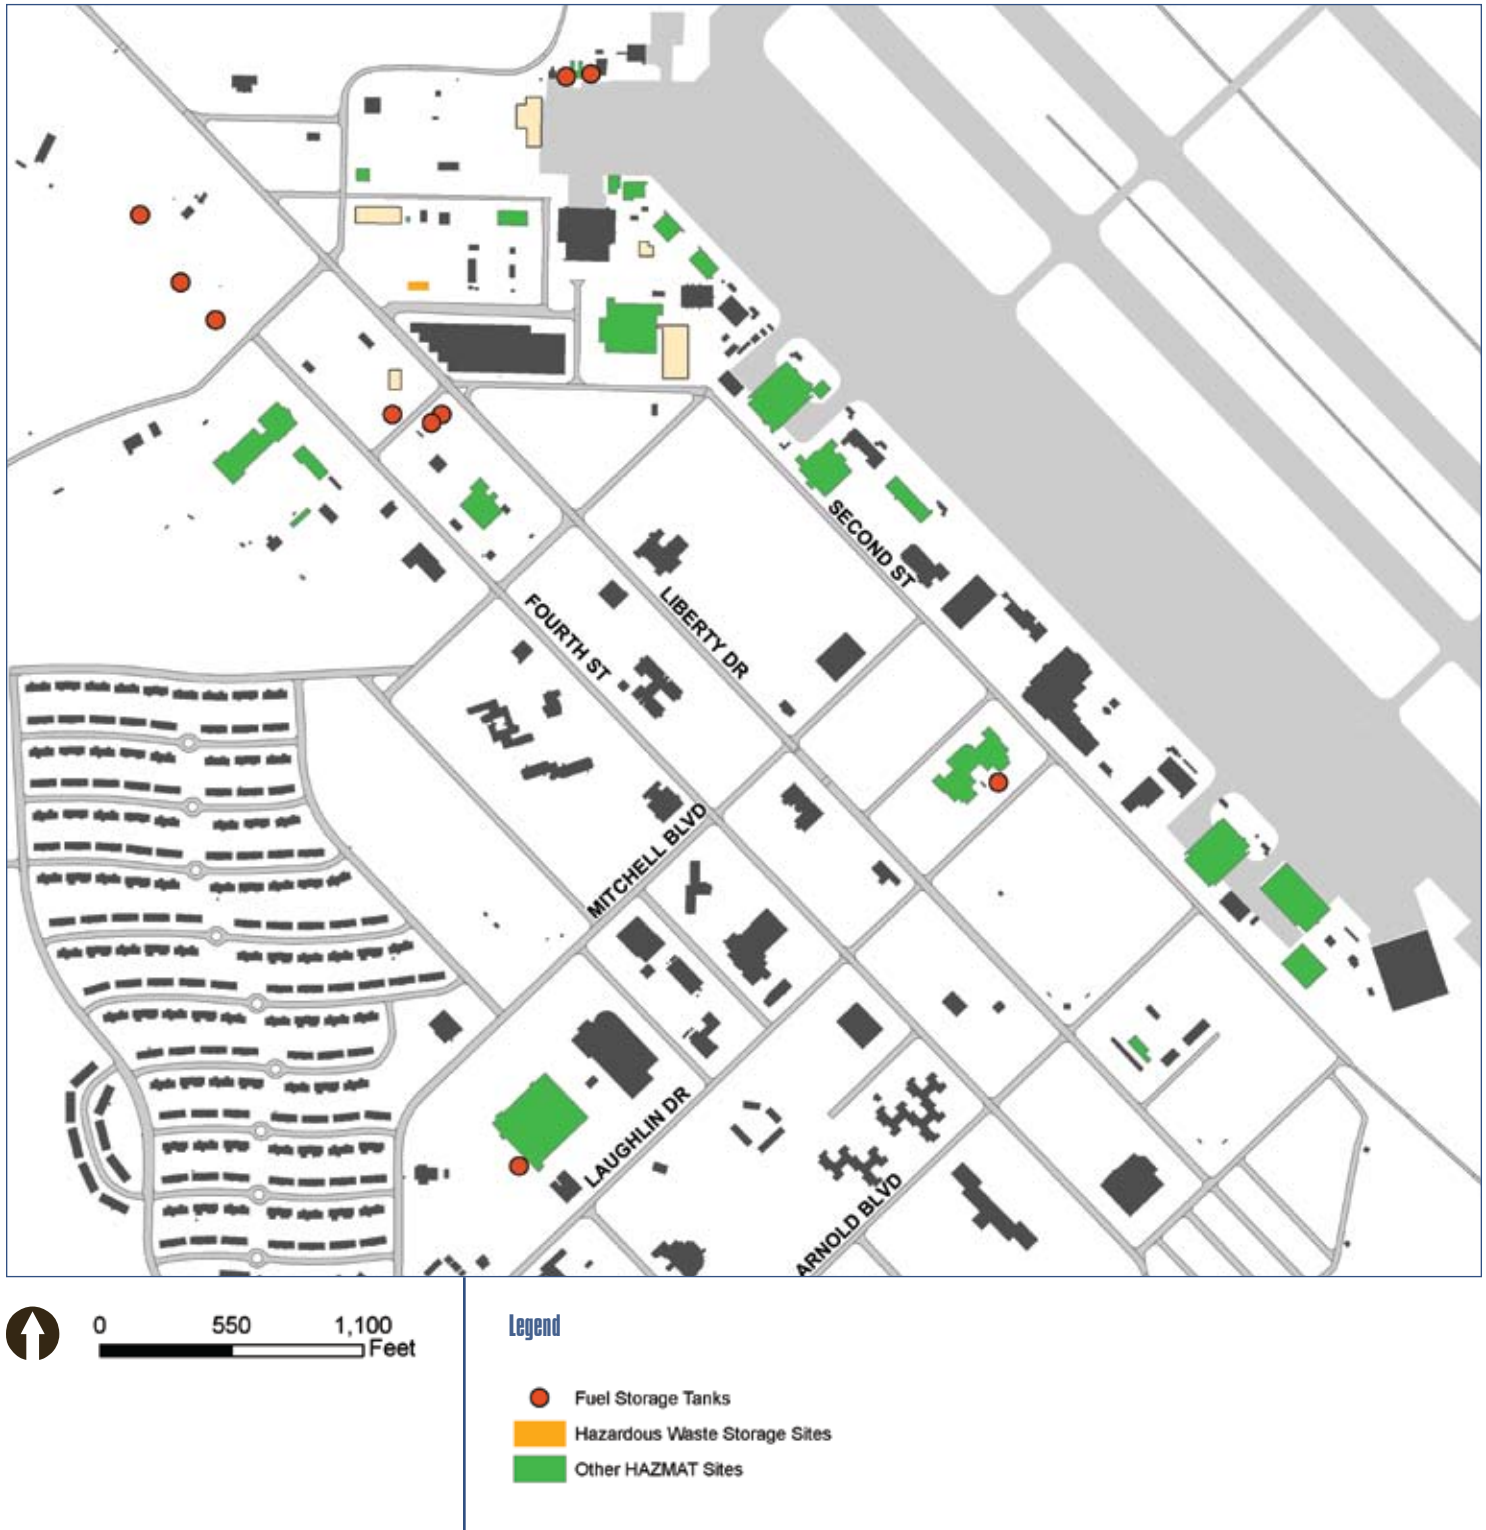 SECOND ST
LIBERTY DR
FOURTH ST
MITCHELL BLVD
LAUGHLIN DR
ARNOLD BLVD
0 550 1,100
Feet
Legend
Fuel Storage Tanks
Hazardous Waste Storage Sites
Other HAZMAT Sites